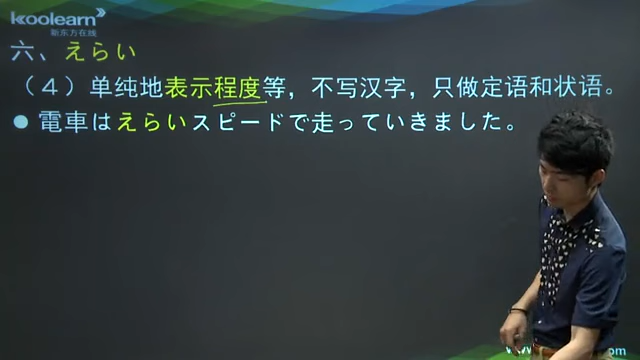 koolearn
新东方在线
六、えらい
（4）单纯地表示程度等，不写汉字，只做定语和状语。
●電車はえらいスピードで走っていきました。
www
om